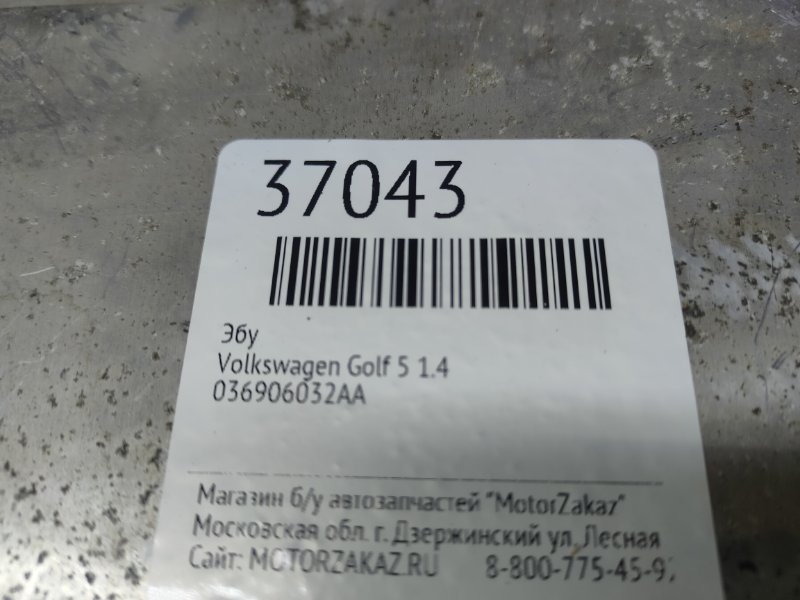 37043
Эбу
Volkswagen Golf 5 1.4
036906032AA
Магазин б/у автозапчастей "MotorZakaz"
Московская обл. г. Дзержинский ул. Лесная
Сайт: MOTORZAKAZ.RU 8-800-775-45-9